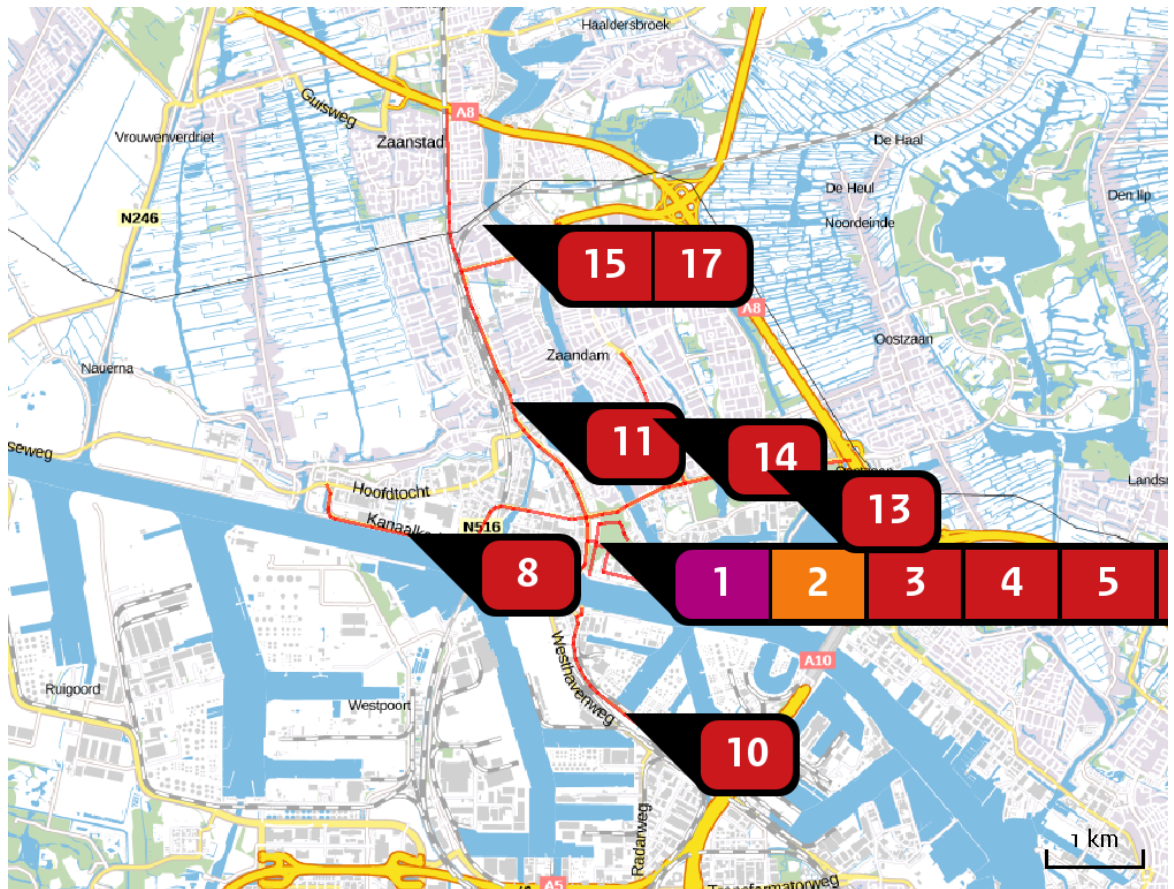 Haaldersbroek
Guisweg
A8
Vrouwenverdriet
Zaanstad
De Haal
De Heul
Den Ilp
N246
Noordeinde
15 17
A8
Oostzaan
Zaandam
Nauerna
11
14
seweg
Hoofdtocht
Landsm
13
N516
8
1 2 3 4 5
Westhavenweg
A10
Ruigoord
Westpoort
10
Radarweg
1 km
A5
Transformatorweg